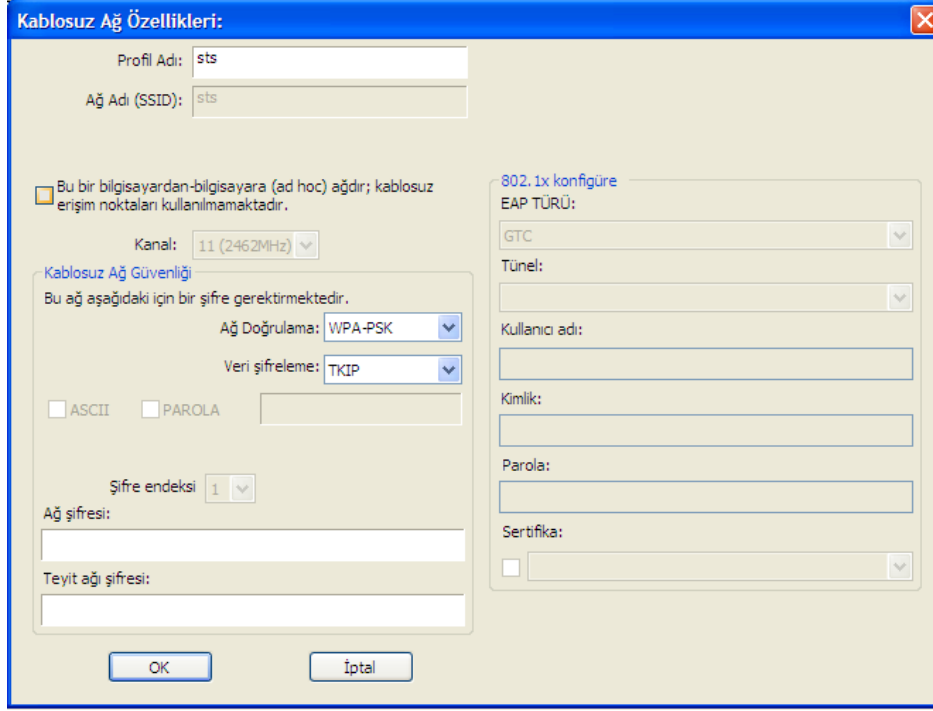 Kablosuz Ağ Özellikleri:
Profil Adı: sts
Ağ Adı (SSID): sts
Bu bir bilgisayardan-bilgisayara (ad hoc) ağdır; kablosuz
erişim noktaları kullanılmamaktadır.
Kanal: 11 (2462MHz)
Kablosuz Ağ Güvenliği
Bu ağ aşağıdaki için bir şifre gerektirmektedir.
Ağ Doğrulama: WPA-PSK
Veri şifreleme: TKIP
ASCII PAROLA
Şifre endeksi 1
Ağ şifresi:
Teyit ağı şifresi:
OK İptal
802.1x konfigüre
EAP TÜRÜ:
GTC
Tünel:
Kullanıcı adı:
Kimlik:
Parola:
Sertifika: